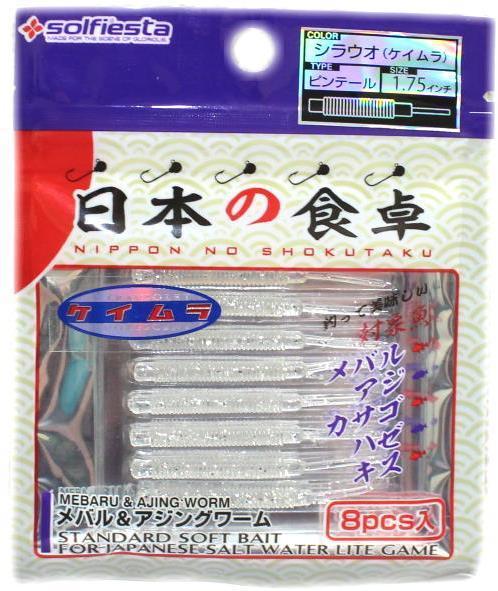 solfiesta
MADE FOR THE SCENE OF GLORIOUS.
COLOR
シラウオ(ケイムラ)
TYPE
SIZE
ピンテール
1.75インチ
日本の食卓
NIPPON NO SHOKUTAKU
ケイムラ
釣って美味しい
対象魚
メバル
アジ
カサゴ
ハゼ
キス
MEBARU & AJING WORM
メバル&アジングワーム
8pcs入
STANDARD SOFT BAIT
FOR JAPANESE SALT WATER LITE GAME